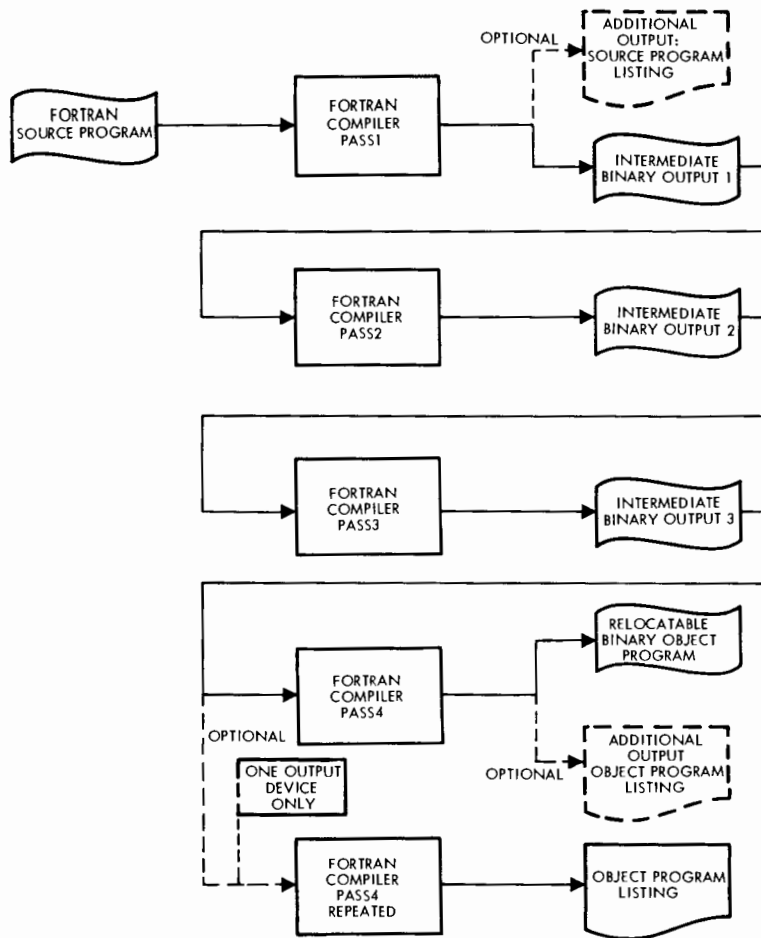 OPTIONAL
ADDITIONAL
OUTPUT:
SOURCE PROGRAM
LISTING
FORTRAN
SOURCE PROGRAM
FORTRAN
COMPILER
PASS1
INTERMEDIATE
BINARY OUTPUT 1
FORTRAN
COMPILER
PASS2
INTERMEDIATE
BINARY OUTPUT 2
FORTRAN
COMPILER
PASS3
INTERMEDIATE
BINARY OUTPUT 3
FORTRAN
COMPILER
PASS4
RELOCATABLE
BINARY OBJECT
PROGRAM
OPTIONAL
ONE OUTPUT
DEVICE
ONLY
OPTIONAL
ADDITIONAL
OUTPUT
OBJECT PROGRAM
LISTING
FORTRAN
COMPILER
PASS4
REPEATED
OBJECT PROGRAM
LISTING